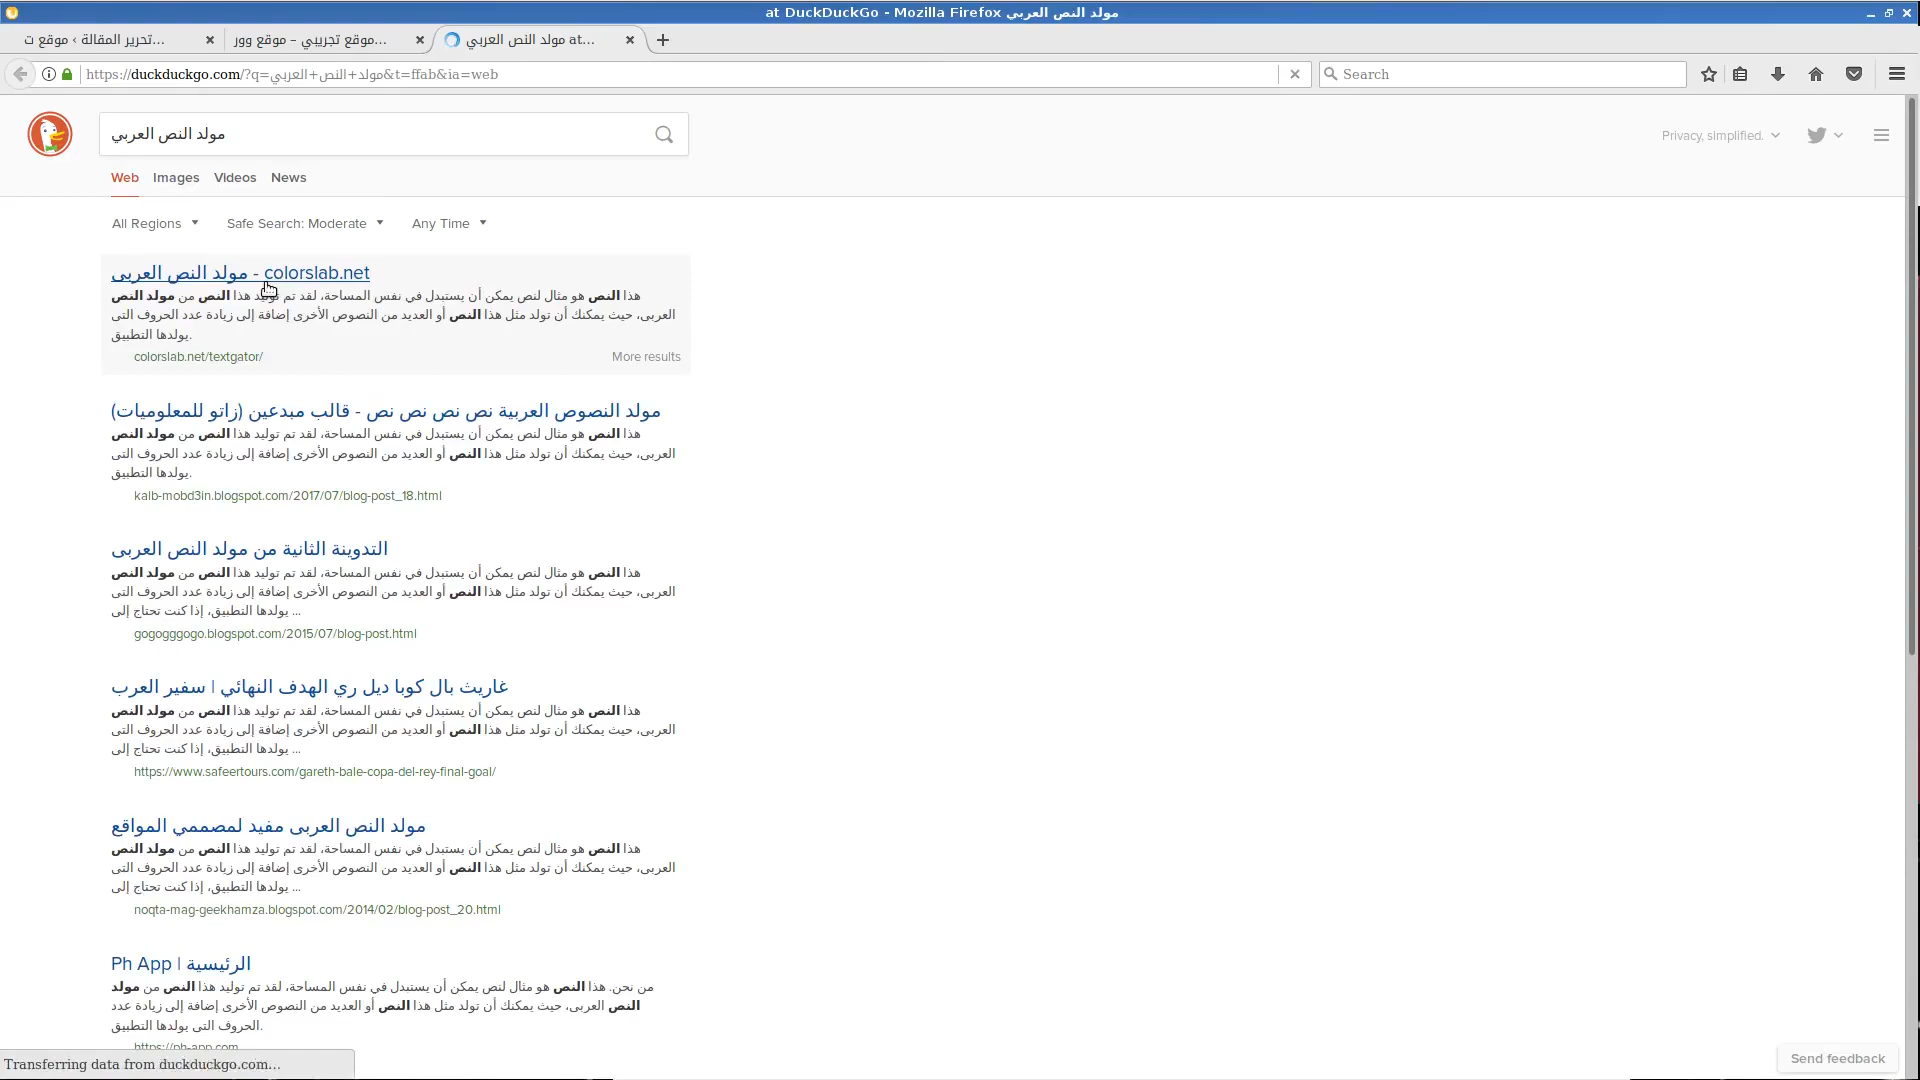 مولد النص العربي at DuckDuckGo - Mozilla Firefox
تحرير المقالة ‹ موقع ت...
موقع تجريبي – موقع وور...
مولد النص العربي at...
https://duckduckgo.com/?q=مولد+النص+العربي&t=ffab&ia=web
Search
مولد النص العربي
Privacy, simplified.
Web Images Videos News
All Regions Safe Search: Moderate Any Time
مولد النص العربى - colorslab.net
هذا النص هو مثال لنص يمكن أن يستبدل في نفس المساحة، لقد تم توليد هذا النص من مولد النص
العربى، حيث يمكنك أن تولد مثل هذا النص أو العديد من النصوص الأخرى إضافة إلى زيادة عدد الحروف التى
يولدها التطبيق.
colorslab.net/textgator/ More results
مولد النصوص العربية نص نص نص نص - قالب مبدعين (زاتو للمعلوميات)
هذا النص هو مثال لنص يمكن أن يستبدل في نفس المساحة، لقد تم توليد هذا النص من مولد النص
العربى، حيث يمكنك أن تولد مثل هذا النص أو العديد من النصوص الأخرى إضافة إلى زيادة عدد الحروف التى
يولدها التطبيق.
kalb-mobd3in.blogspot.com/2017/07/blog-post_18.html
التدوينة الثانية من مولد النص العربى
هذا النص هو مثال لنص يمكن أن يستبدل في نفس المساحة، لقد تم توليد هذا النص من مولد النص
العربى، حيث يمكنك أن تولد مثل هذا النص أو العديد من النصوص الأخرى إضافة إلى زيادة عدد الحروف التى
يولدها التطبيق، إذا كنت تحتاج إلى ...
gogogggogo.blogspot.com/2015/07/blog-post.html
غاريث بال كوبا ديل ري الهدف النهائي | سفير العرب
هذا النص هو مثال لنص يمكن أن يستبدل في نفس المساحة، لقد تم توليد هذا النص من مولد النص
العربى، حيث يمكنك أن تولد مثل هذا النص أو العديد من النصوص الأخرى إضافة إلى زيادة عدد الحروف التى
يولدها التطبيق، إذا كنت تحتاج إلى ...
https://www.safeertours.com/gareth-bale-copa-del-rey-final-goal/
مولد النص العربى مفيد لمصممي المواقع
هذا النص هو مثال لنص يمكن أن يستبدل في نفس المساحة، لقد تم توليد هذا النص من مولد النص
العربى، حيث يمكنك أن تولد مثل هذا النص أو العديد من النصوص الأخرى إضافة إلى زيادة عدد الحروف التى
يولدها التطبيق، إذا كنت تحتاج إلى ...
noqta-mag-geekhamza.blogspot.com/2014/02/blog-post_20.html
Ph App | الرئيسية
من نحن. هذا النص هو مثال لنص يمكن أن يستبدل في نفس المساحة، لقد تم توليد هذا النص من مولد
النص العربى، حيث يمكنك أن تولد مثل هذا النص أو العديد من النصوص الأخرى إضافة إلى زيادة عدد
الحروف التى يولدها التطبيق.
https://ph-app.com
Transferring data from duckduckgo.com...
Send feedback